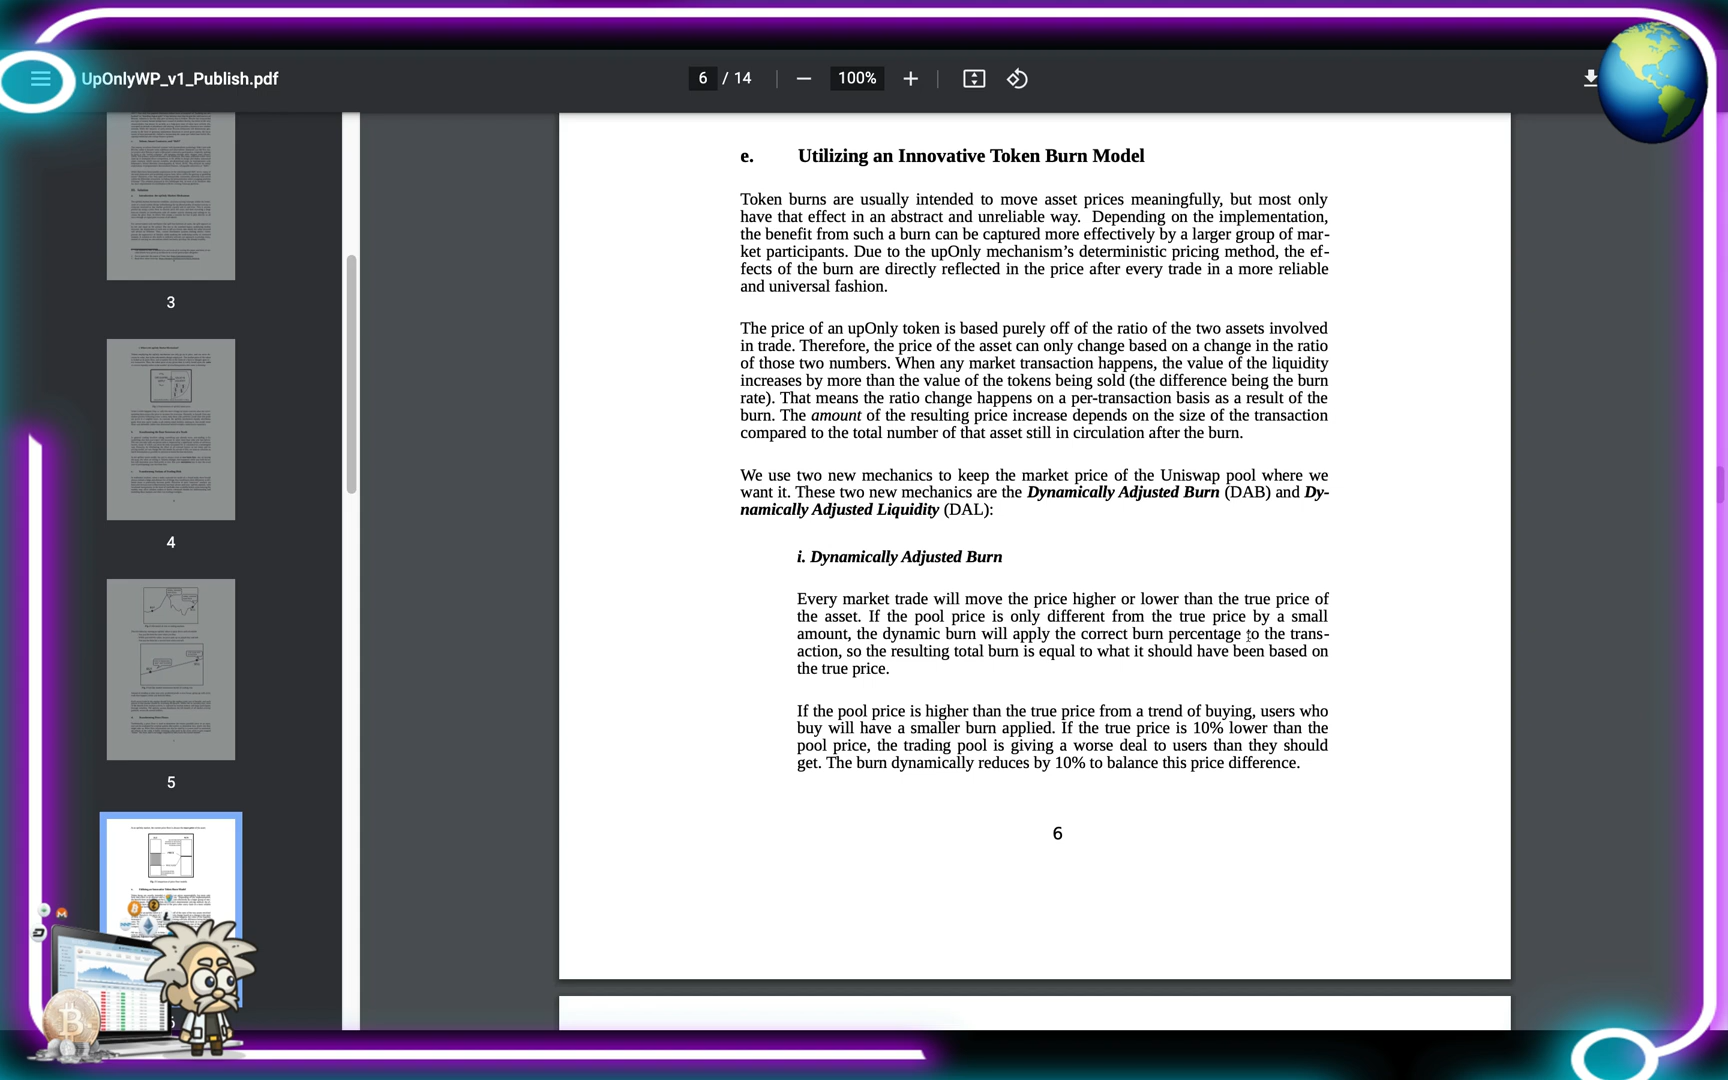 UpOnlyWP_v1_Publish.pdf
6 / 14
100%
3
4
5
e. Utilizing an Innovative Token Burn Model
Token burns are usually intended to move asset prices meaningfully, but most only
have that effect in an abstract and unreliable way. Depending on the implementation,
the benefit from such a burn can be captured more effectively by a larger group of mar-
ket participants. Due to the upOnly mechanism’s deterministic pricing method, the ef-
fects of the burn are directly reflected in the price after every trade in a more reliable
and universal fashion.
The price of an upOnly token is based purely off of the ratio of the two assets involved
in trade. Therefore, the price of the asset can only change based on a change in the ratio
of those two numbers. When any market transaction happens, the value of the liquidity
increases by more than the value of the tokens being sold (the difference being the burn
rate). That means the ratio change happens on a per-transaction basis as a result of the
burn. The amount of the resulting price increase depends on the size of the transaction
compared to the total number of that asset still in circulation after the burn.
We use two new mechanics to keep the market price of the Uniswap pool where we
want it. These two new mechanics are the Dynamically Adjusted Burn (DAB) and Dy-
namically Adjusted Liquidity (DAL):
i. Dynamically Adjusted Burn
Every market trade will move the price higher or lower than the true price of
the asset. If the pool price is only different from the true price by a small
amount, the dynamic burn will apply the correct burn percentage to the trans-
action, so the resulting total burn is equal to what it should have been based on
the true price.
If the pool price is higher than the true price from a trend of buying, users who
buy will have a smaller burn applied. If the true price is 10% lower than the
pool price, the trading pool is giving a worse deal to users than they should
get. The burn dynamically reduces by 10% to balance this price difference.
6